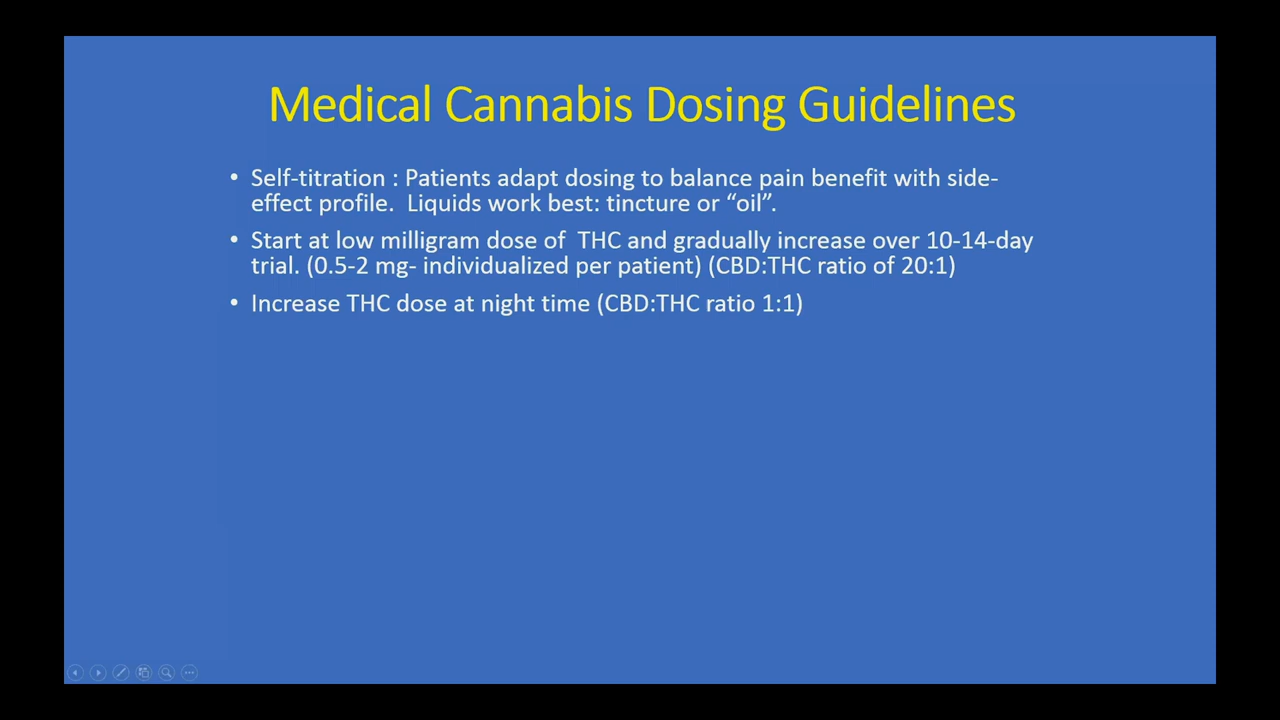 Medical Cannabis Dosing Guidelines
• Self-titration : Patients adapt dosing to balance pain benefit with side-
effect profile.  Liquids work best: tincture or “oil”.
• Start at low milligram dose of  THC and gradually increase over 10-14-day
trial. (0.5-2 mg- individualized per patient) (CBD:THC ratio of 20:1)
• Increase THC dose at night time (CBD:THC ratio 1:1)